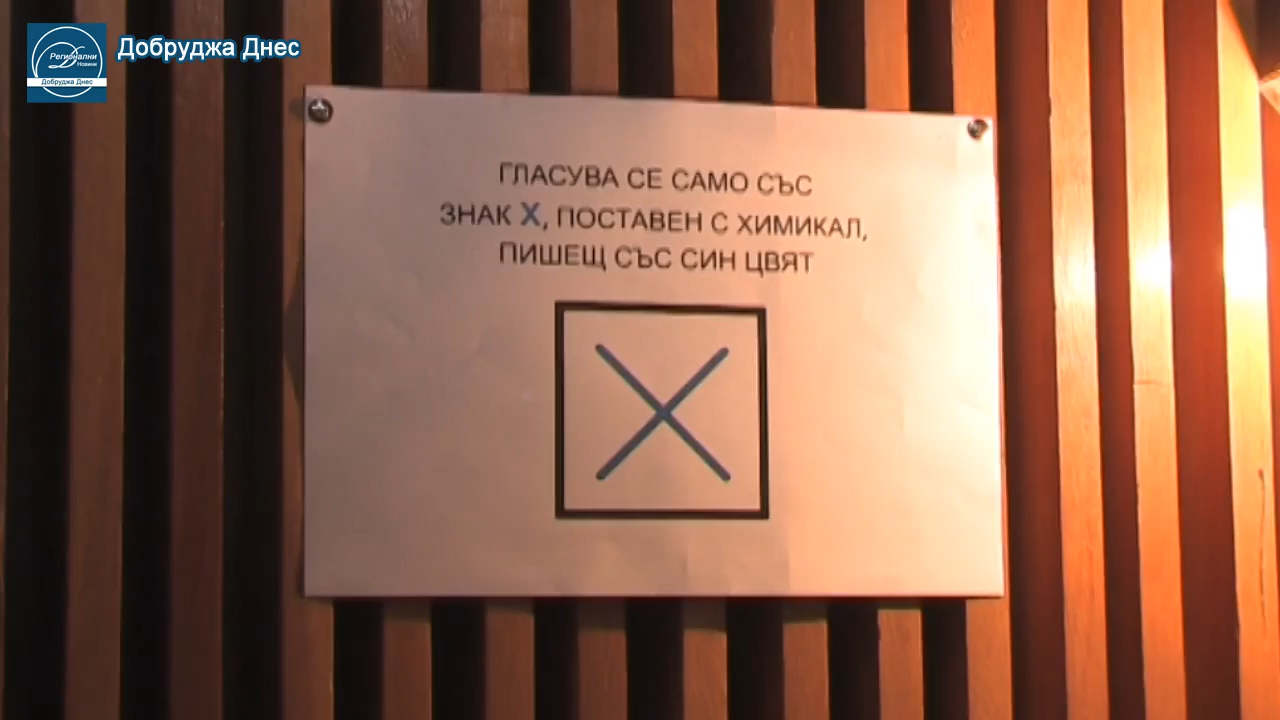 Регионални
Новини
Добруджа Днес
Добруджа Днес
ГЛАСУВА СЕ САМО СЪС
ЗНАК X, ПОСТАВЕН С ХИМИКАЛ,
ПИШЕЩ СЪС СИН ЦВЯТ